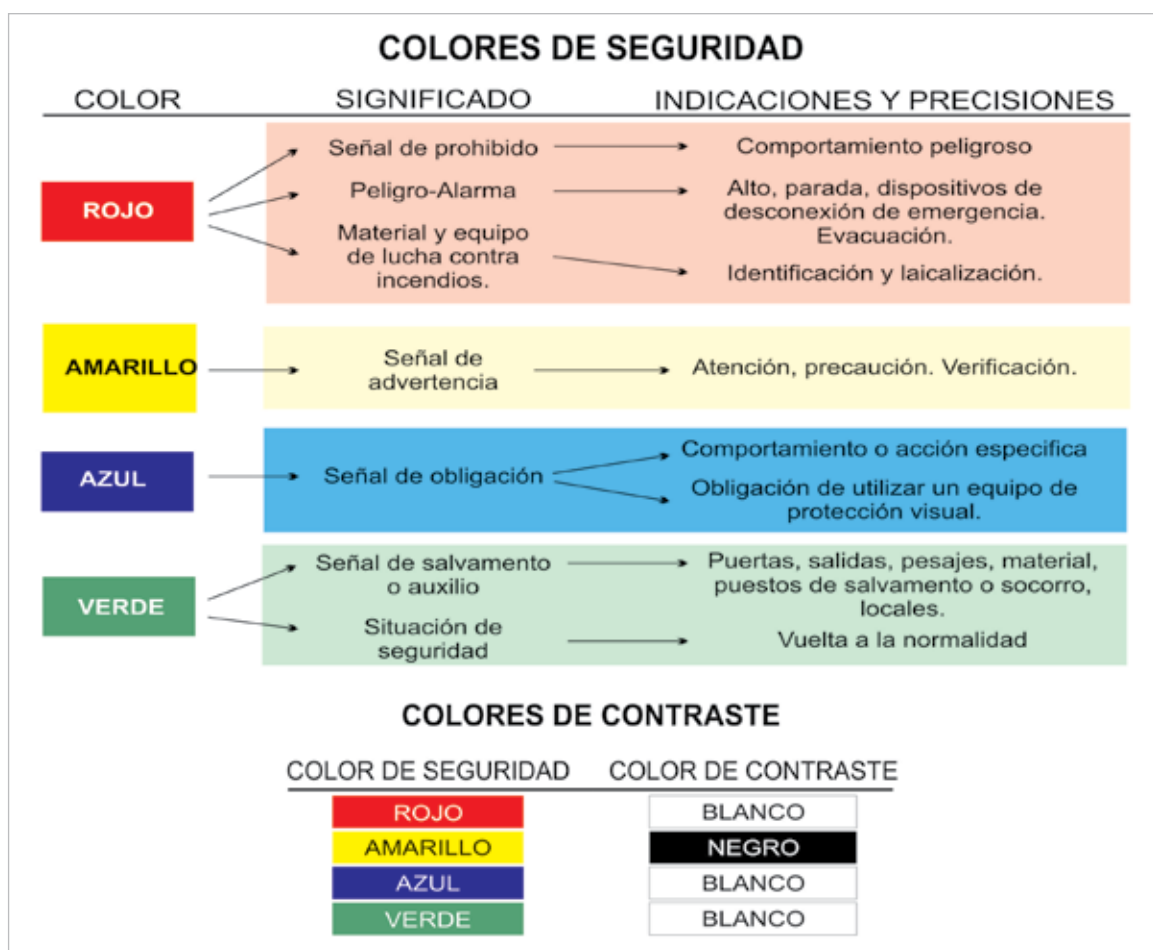 COLORES DE SEGURIDAD
COLOR SIGNIFICADO INDICACIONES Y PRECISIONES
ROJO
Señal de prohibido
Comportamiento peligroso
Peligro-Alarma
Alto, parada, dispositivos de
desconexión de emergencia.
Evacuación.
Material y equipo
de lucha contra
incendios.
Identificación y laicalización.
AMARILLO
Señal de
advertencia
Atención, precaución. Verificación.
AZUL
Señal de obligación
Comportamiento o acción especifica
Obligación de utilizar un equipo de
protección visual.
VERDE
Señal de salvamento
o auxilio
Puertas, salidas, pesajes, material,
puestos de salvamento o socorro,
locales.
Situación de
seguridad
Vuelta a la normalidad
COLORES DE CONTRASTE
COLOR DE SEGURIDAD COLOR DE CONTRASTE
ROJO BLANCO
AMARILLO NEGRO
AZUL BLANCO
VERDE BLANCO